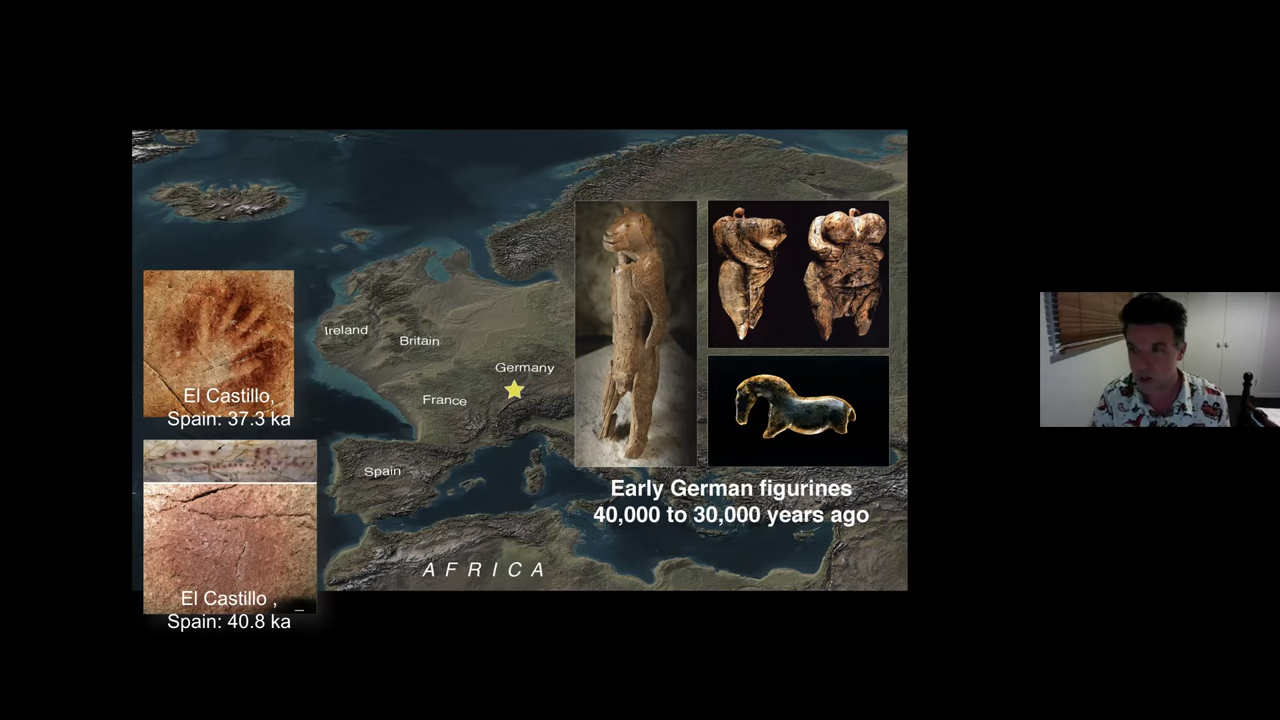 El Castillo,
Spain: 37.3 ka
El Castillo , _
Spain: 40.8 ka
Ireland
Britain
Germany
France
Spain
AFRICA
Early German figurines
40,000 to 30,000 years ago